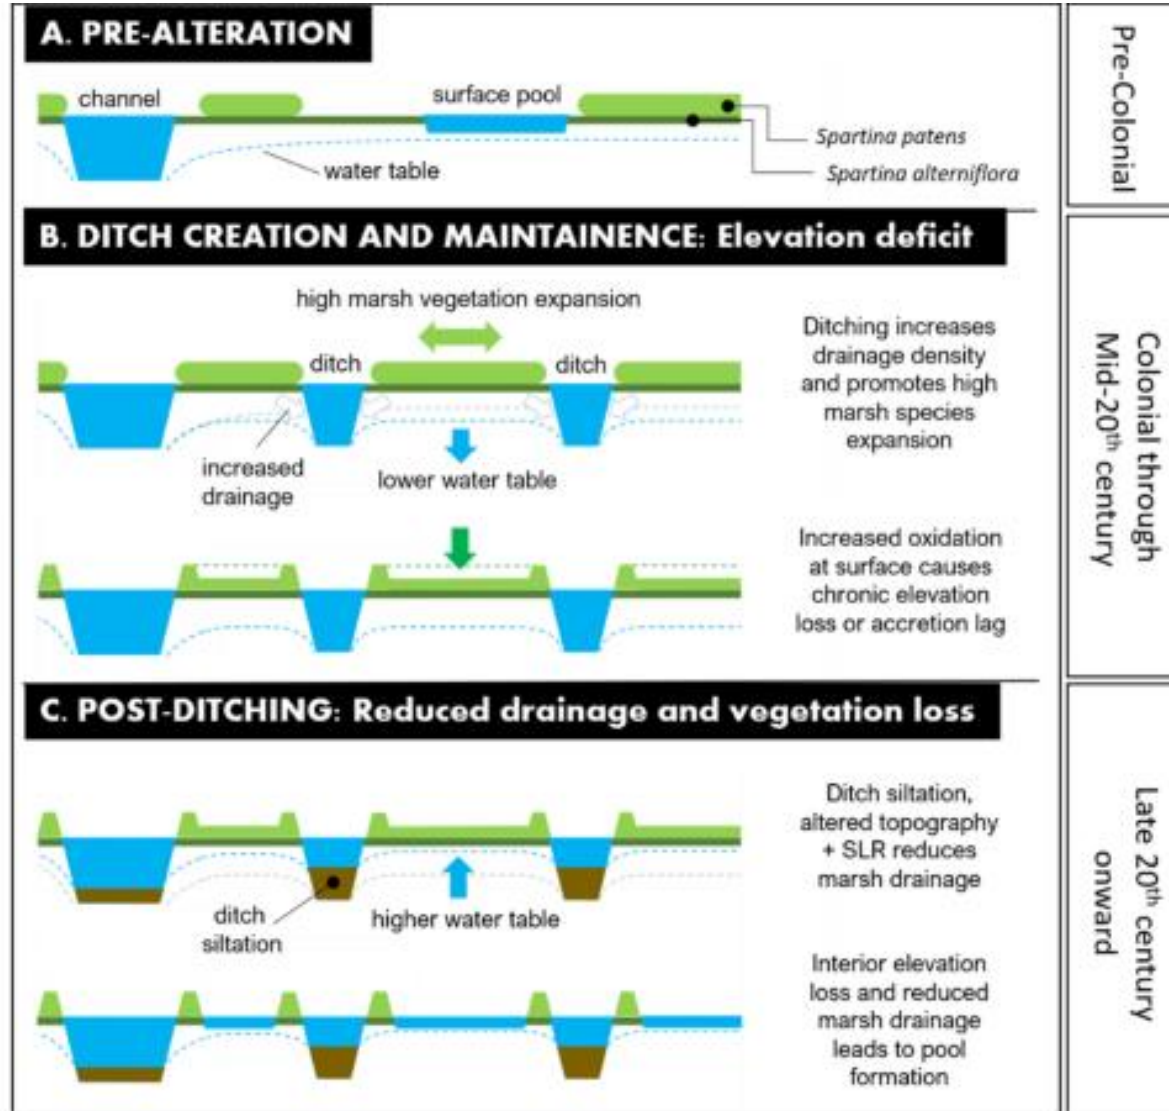 A. PRE-ALTERATION
channel
surface pool
water table
Spartina patens
Spartina alterniflora
Pre-Colonial
B. DITCH CREATION AND MAINTAINENCE: Elevation deficit
high marsh vegetation expansion
ditch
ditch
increased
drainage
lower water table
Ditching increases
drainage density
and promotes high
marsh species
expansion
Increased oxidation
at surface causes
chronic elevation
loss or accretion lag
Colonial through
Mid-20th century
C. POST-DITCHING: Reduced drainage and vegetation loss
ditch
siltation
higher water table
Ditch siltation,
altered topography
+ SLR reduces
marsh drainage
Interior elevation
loss and reduced
marsh drainage
leads to pool
formation
Late 20th century
onward